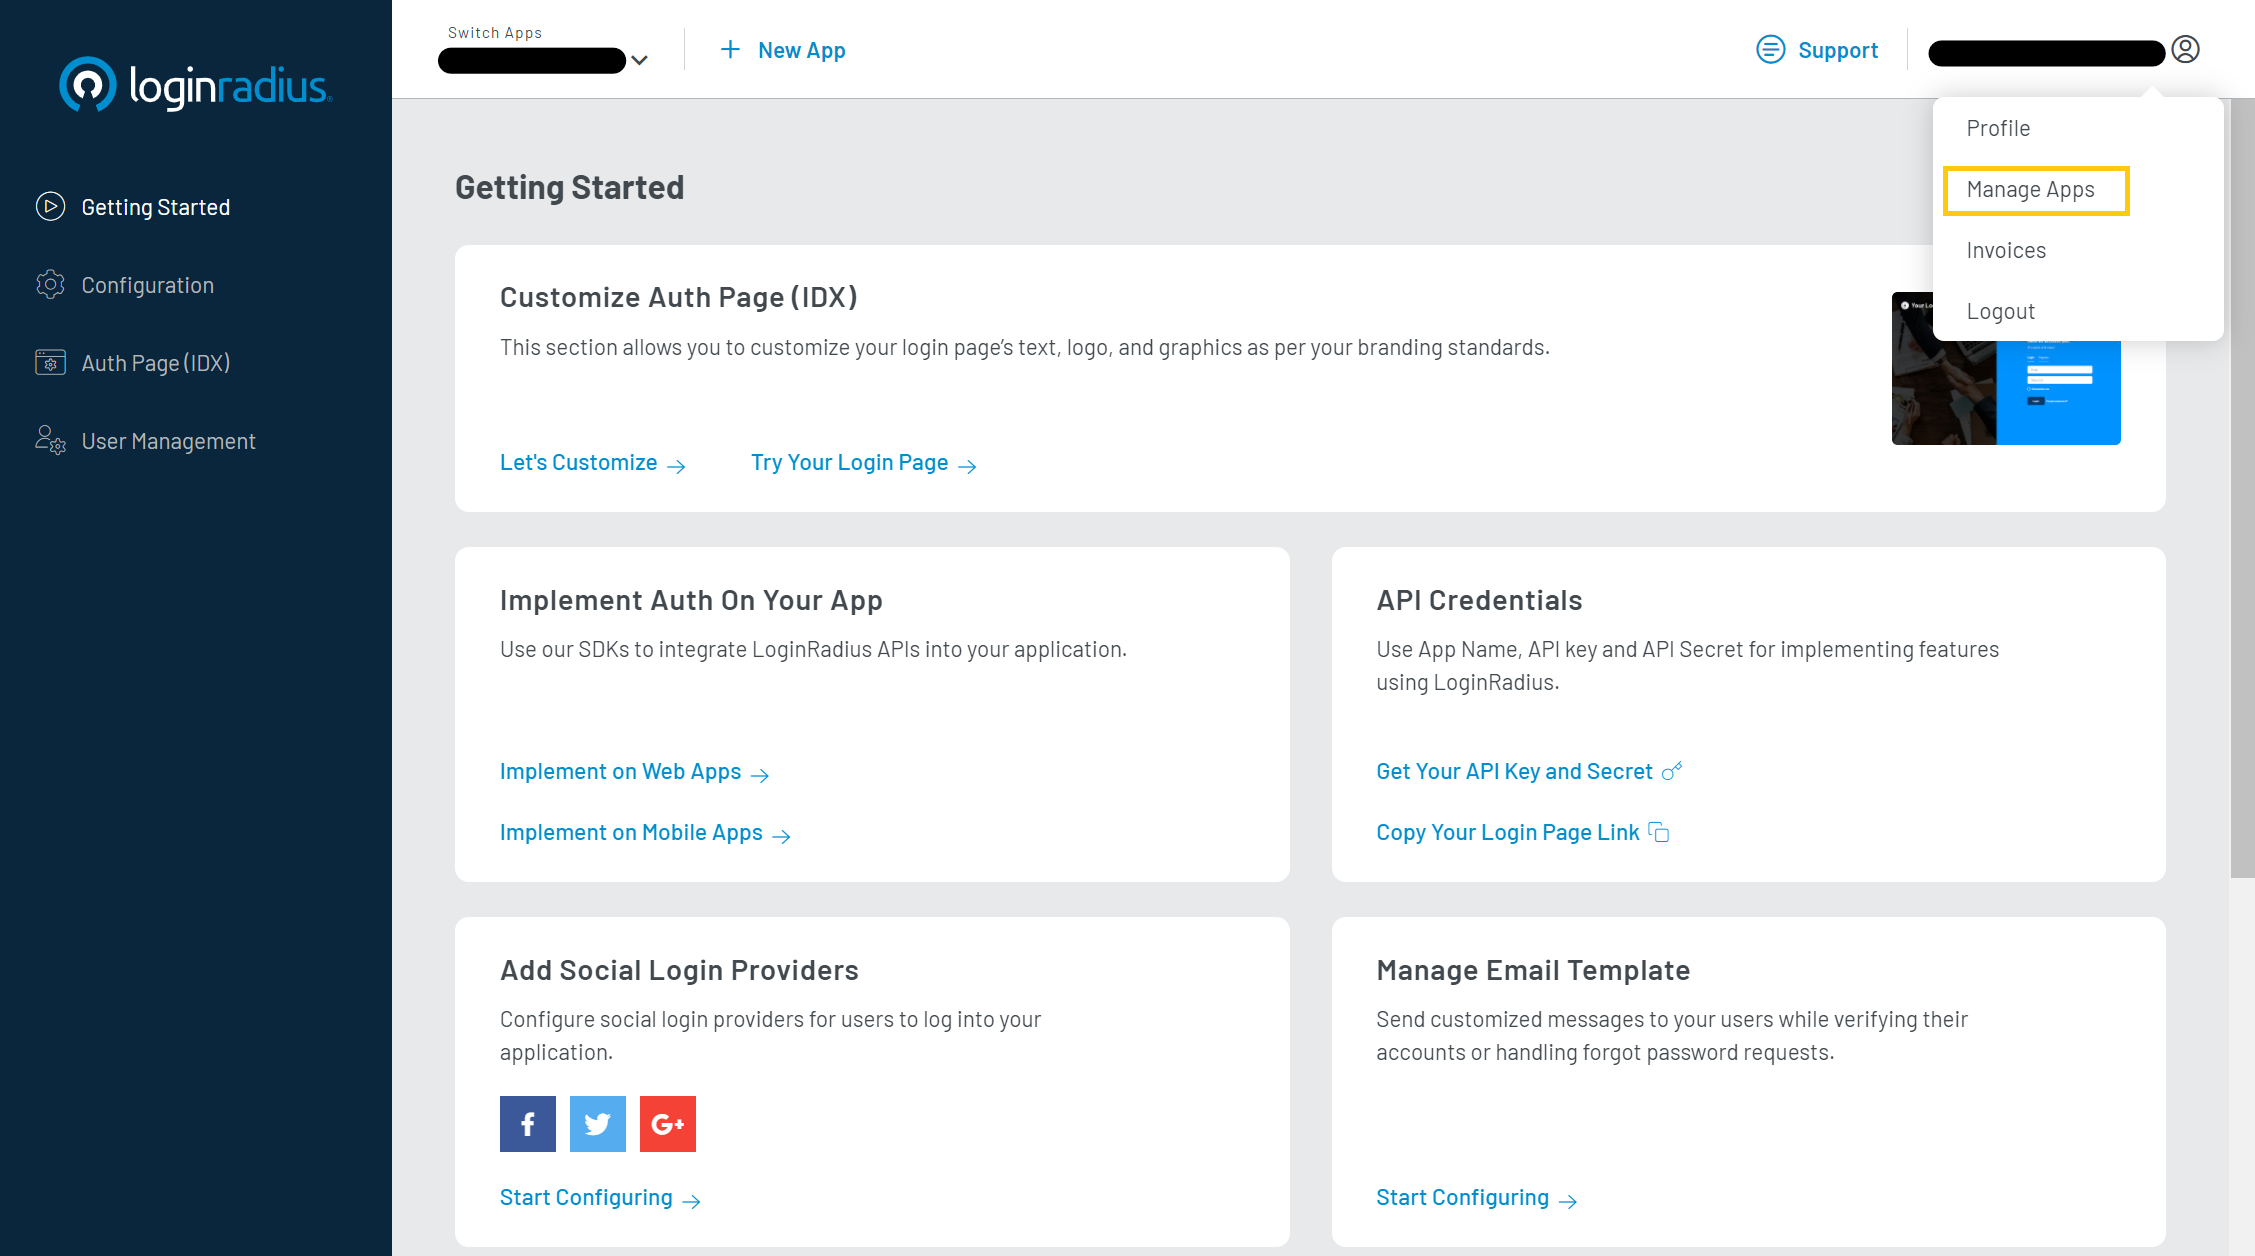 loginradius
Getting Started
Configuration
Auth Page (IDX)
User Management
Switch Apps
New App
Support
Profile
Manage Apps
Invoices
Logout
Getting Started
Customize Auth Page (IDX)
This section allows you to customize your login page’s text, logo, and graphics as per your branding standards.
Let's Customize
Try Your Login Page
Your Lo
Implement Auth On Your App
Use our SDKs to integrate LoginRadius APIs into your application.
Implement on Web Apps
Implement on Mobile Apps
API Credentials
Use App Name, API key and API Secret for implementing features
using LoginRadius.
Get Your API Key and Secret
Copy Your Login Page Link
Add Social Login Providers
Configure social login providers for users to log into your
application.
f
G+
Start Configuring
Manage Email Template
Send customized messages to your users while verifying their
accounts or handling forgot password requests.
Start Configuring